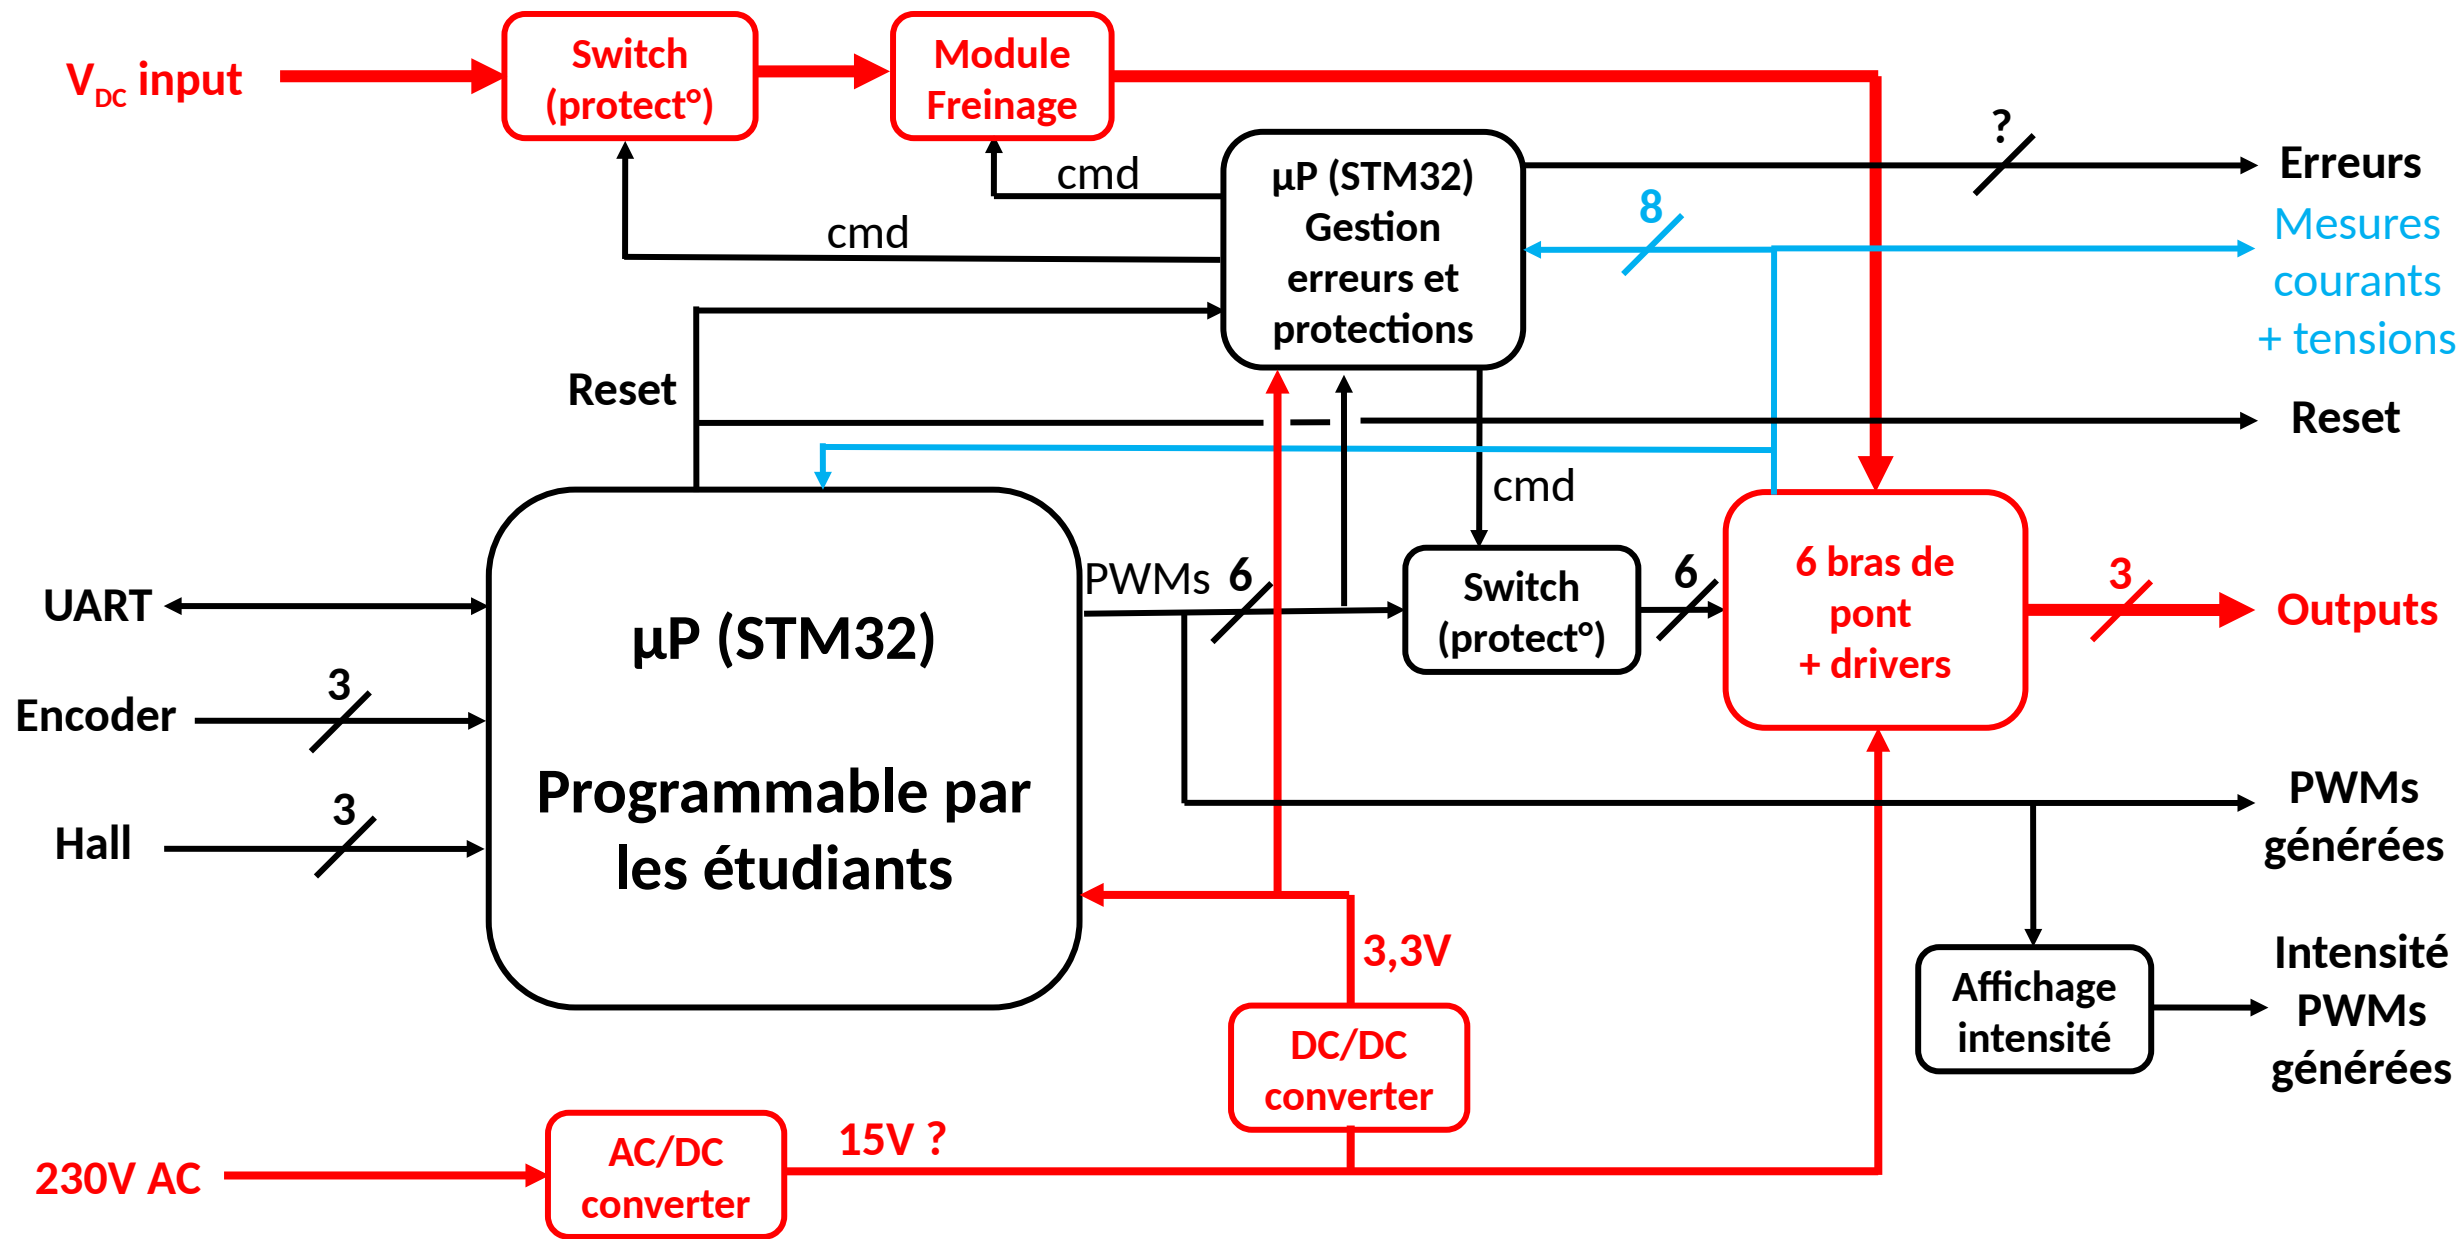 V_DC input
Switch
(protect°)
Module
Freinage
?
Erreurs
cmd
cmd
µP (STM32)
Gestion
erreurs et
protections
8
Mesures
courants
+ tensions
Reset
Reset
cmd
UART
Encoder
3
Hall
3
µP (STM32)
Programmable par
les étudiants
PWMs
6
Switch
(protect°)
6
6 bras de
pont
+ drivers
3
Outputs
PWMs
générées
3,3V
DC/DC
converter
Affichage
intensité
Intensité
PWMs
générées
230V AC
AC/DC
converter
15V ?